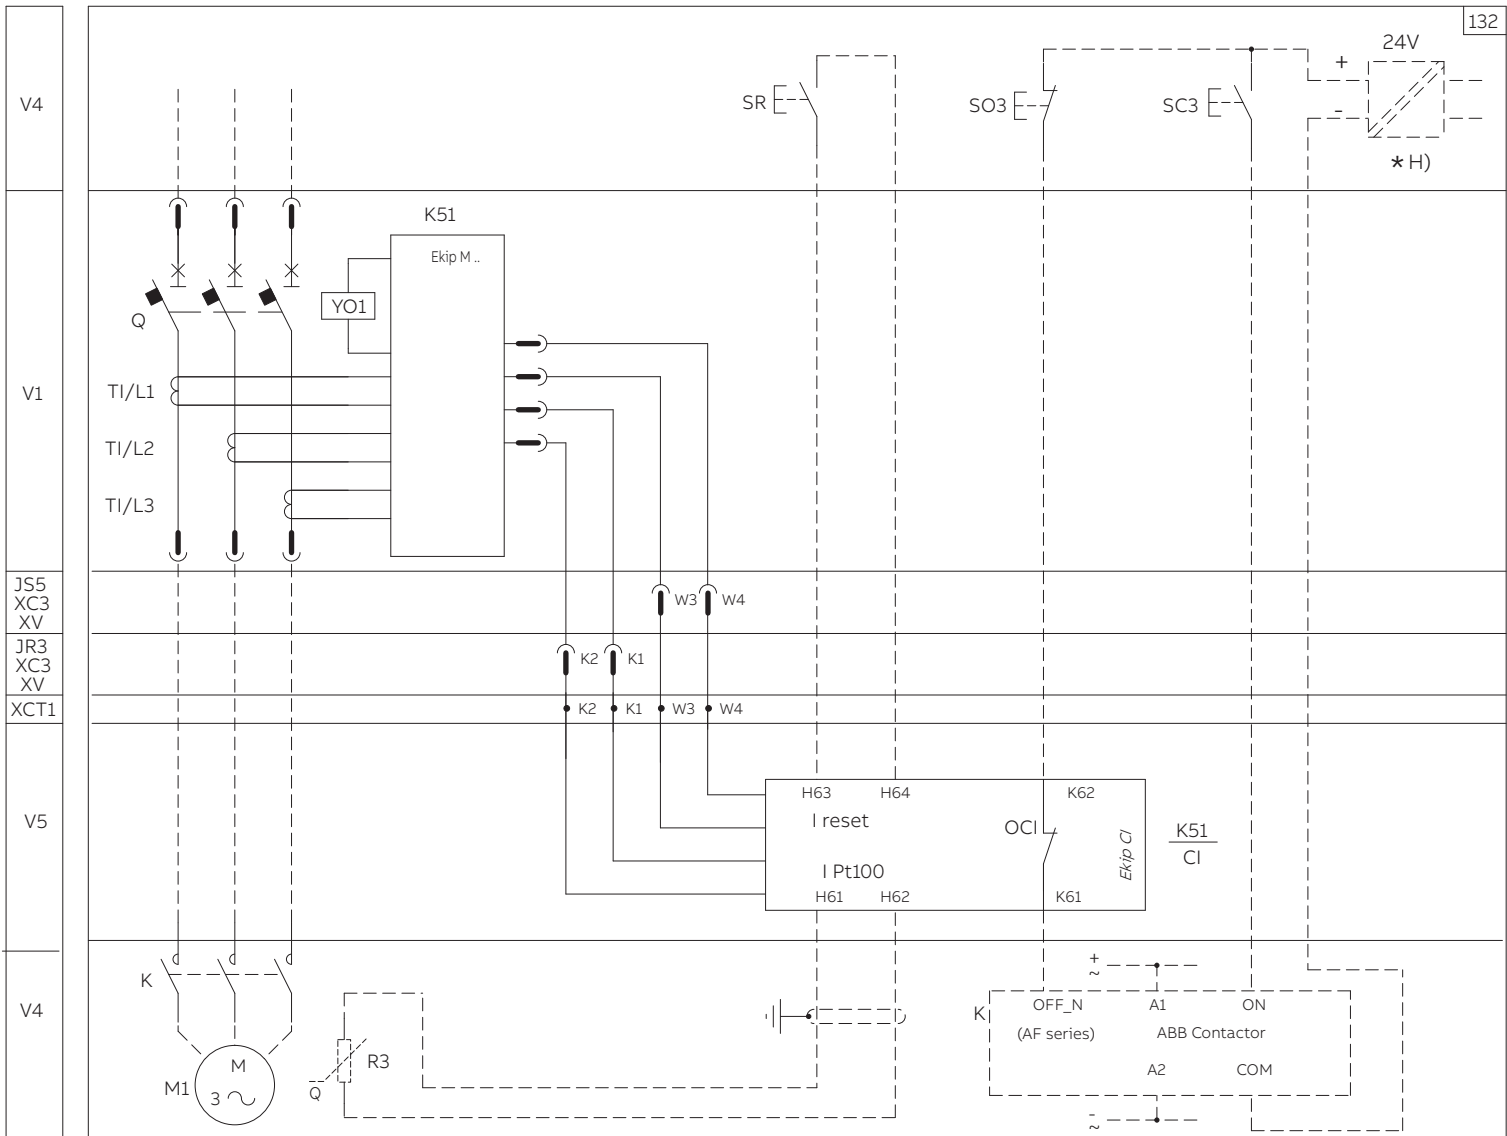 132
24V
+
V4
SR
SO3
SC3
-
* H)
K51
Ekip M ..
YO1
Q
V1
TI/L1
TI/L2
TI/L3
JS5
XC3
XV
W3
W4
JR3
XC3
XV
K2
K1
XCT1
K2
K1
W3
W4
H63
H64
K62
V5
I reset
OCI
Ekip CI
K51
CI
I Pt100
H61
H62
K61
+
~
K
V4
K
OFF_N
A1
ON
(AF series)
ABB Contactor
R3
M
A2
COM
M1
3 ~
Q
-
~